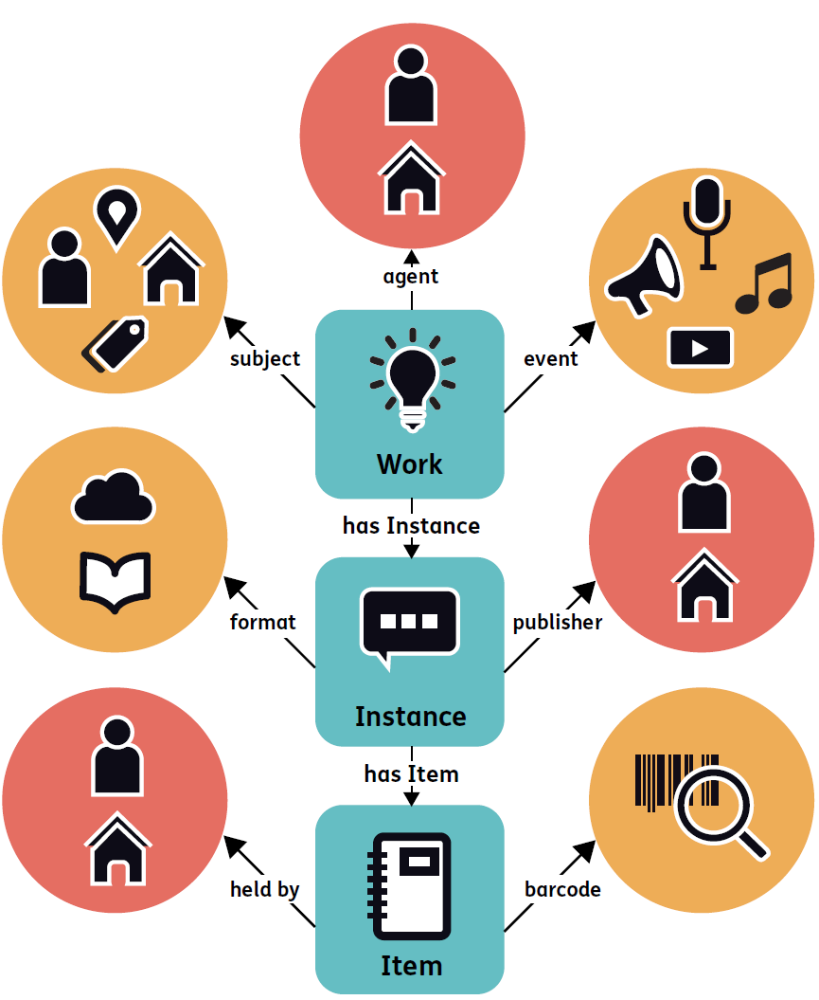 agent
subject
event
Work
has Instance
format
publisher
Instance
has Item
held by
barcode
Item